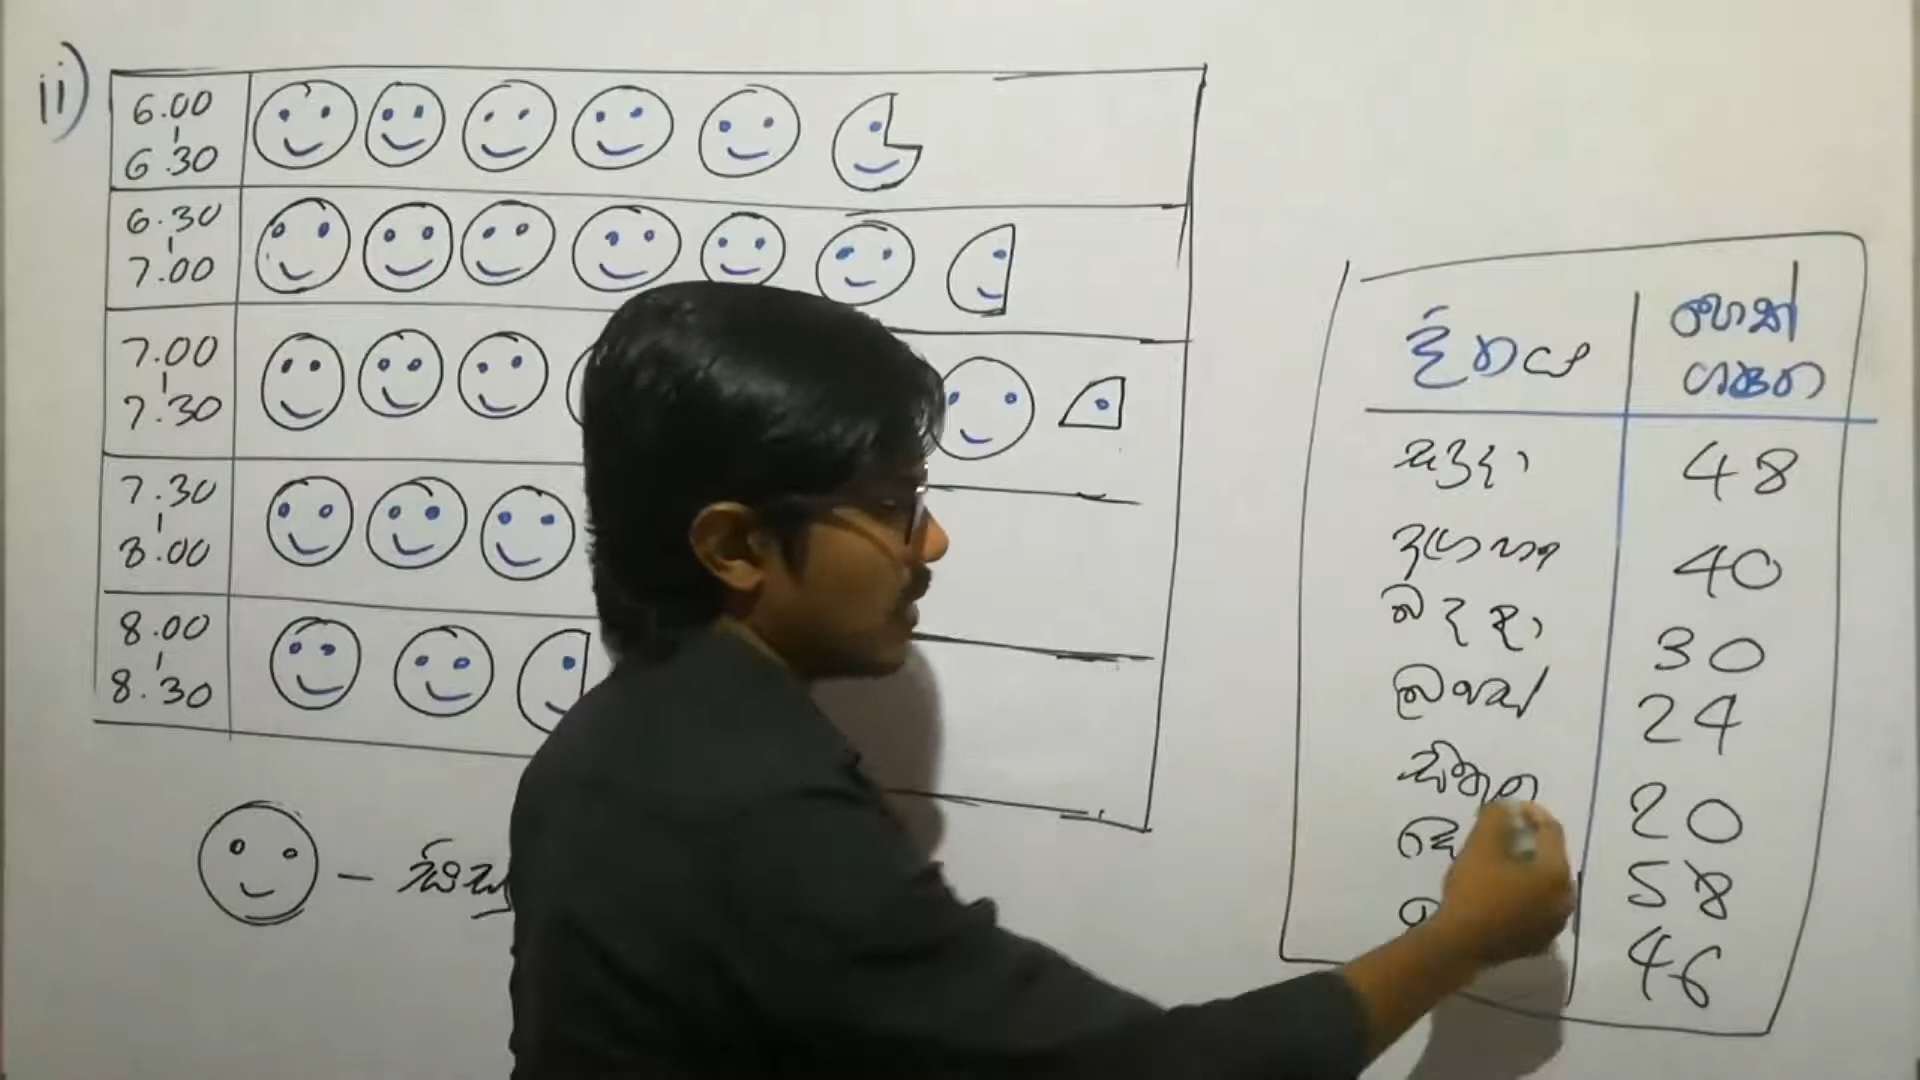 ii)
6.00
6.30
6.30
7.00
7.00
7.30
7.30
8.00
8.00
8.30
දිනය
පොත්
ගණන
සඳුදා 48
අඟහ 40
බදාදා 30
බ්‍රහස් 24
සිකුරා 20
58
46